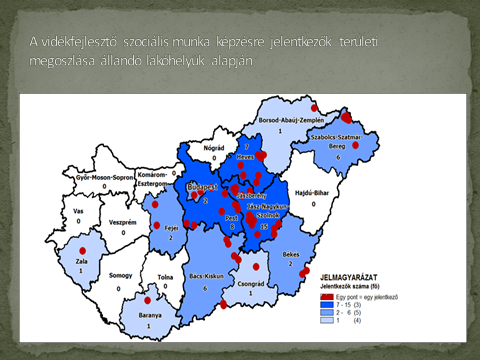 A vidékfejlesztő szociális munka képzésre jelentkezők területi
megoszlása állandó lakóhelyük alapján
Borsod-Abaúj-Zemplén
1
Szabolcs-Szatmár-
Bereg
6
Nógrád
0
7
Heves
Győr-Moson-Sopron
0
Komárom-
Esztergom
0
Budapest
2
Jász-Nagykun-
Szolnok
15
Hajdú-Bihar
0
Vas
0
Veszprém
0
Fejér
2
Pest
8
Zala
1
Somogy
0
Tolna
0
Bács-Kiskun
6
Békés
2
Csongrád
1
Baranya
1
JELMAGYARÁZAT
Jelentkezők száma (fő)
Egy pont = egy jelentkező
7 - 15 (3)
2 - 6 (5)
1 (4)